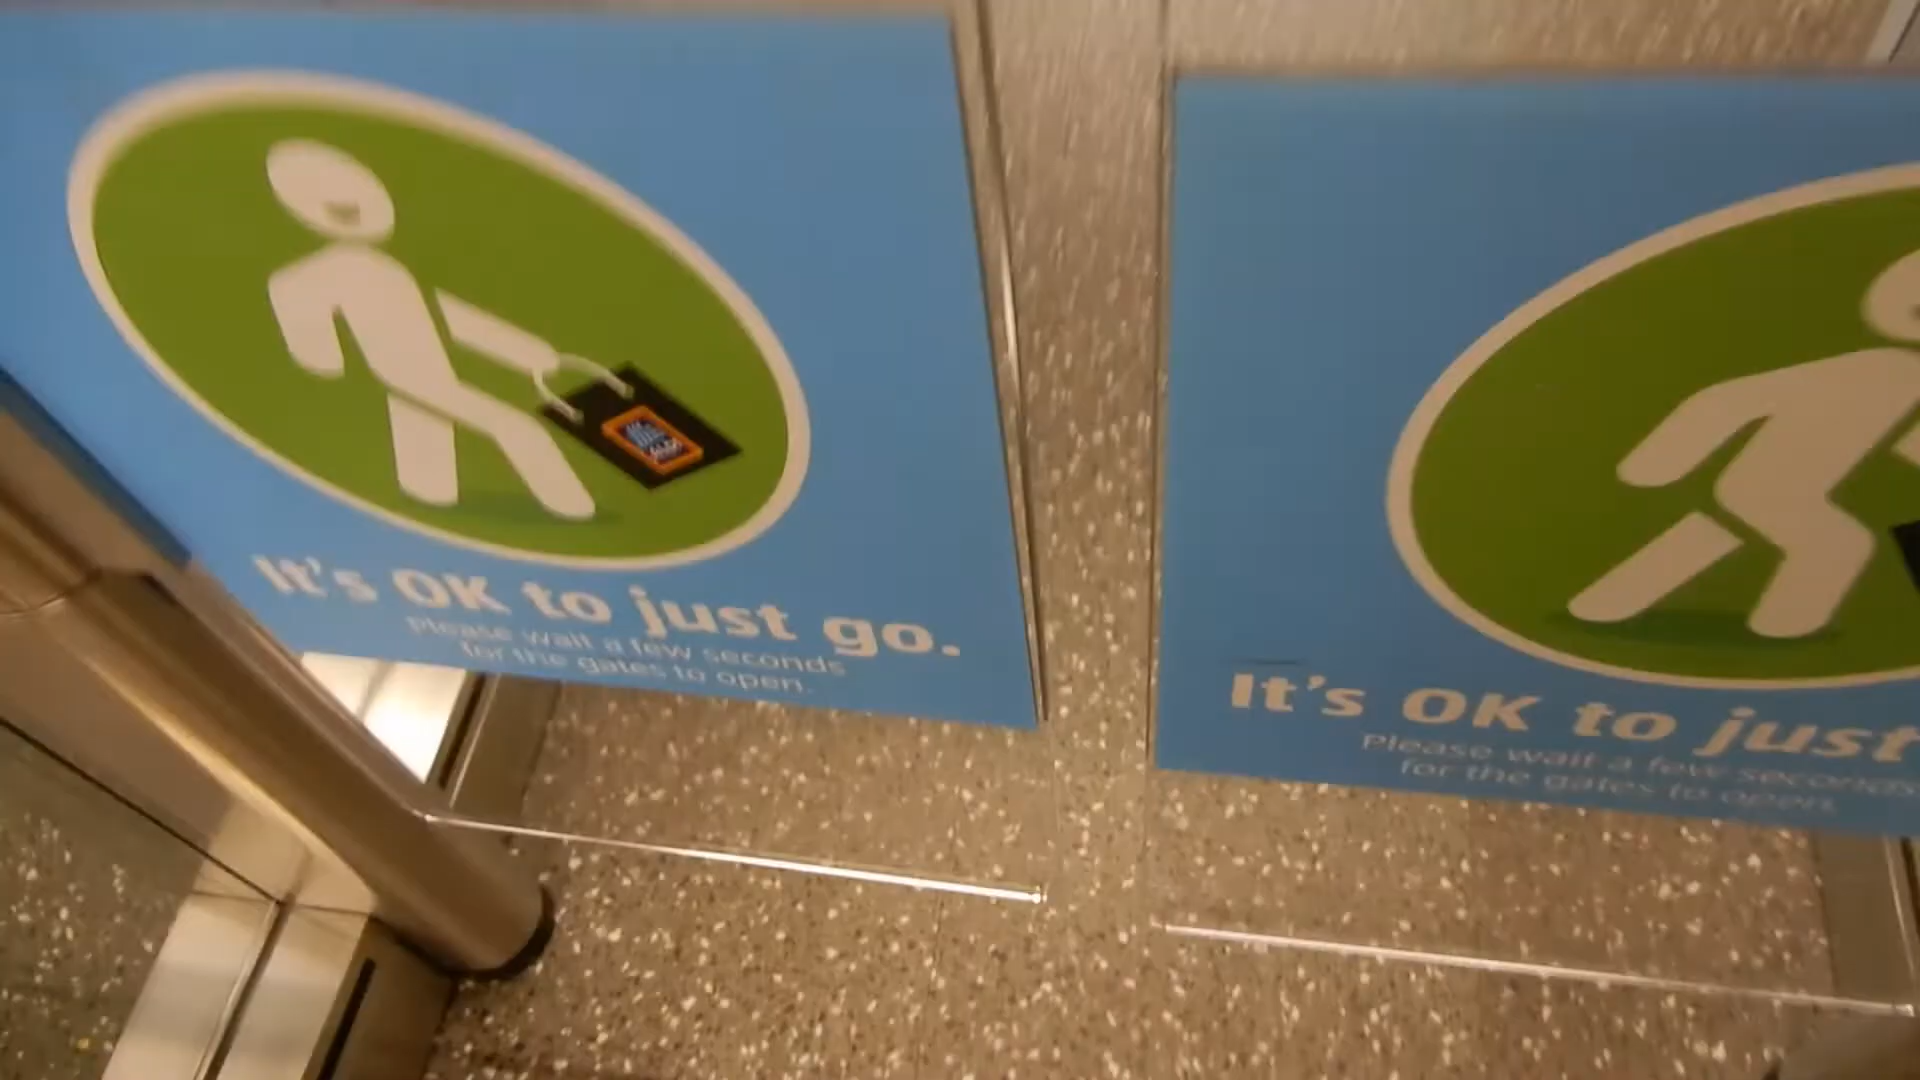 It's OK to just go.
Please wait a few seconds
for the gates to open.
ALDI
It's OK to just
Please wait a few seconds
for the gates to open.